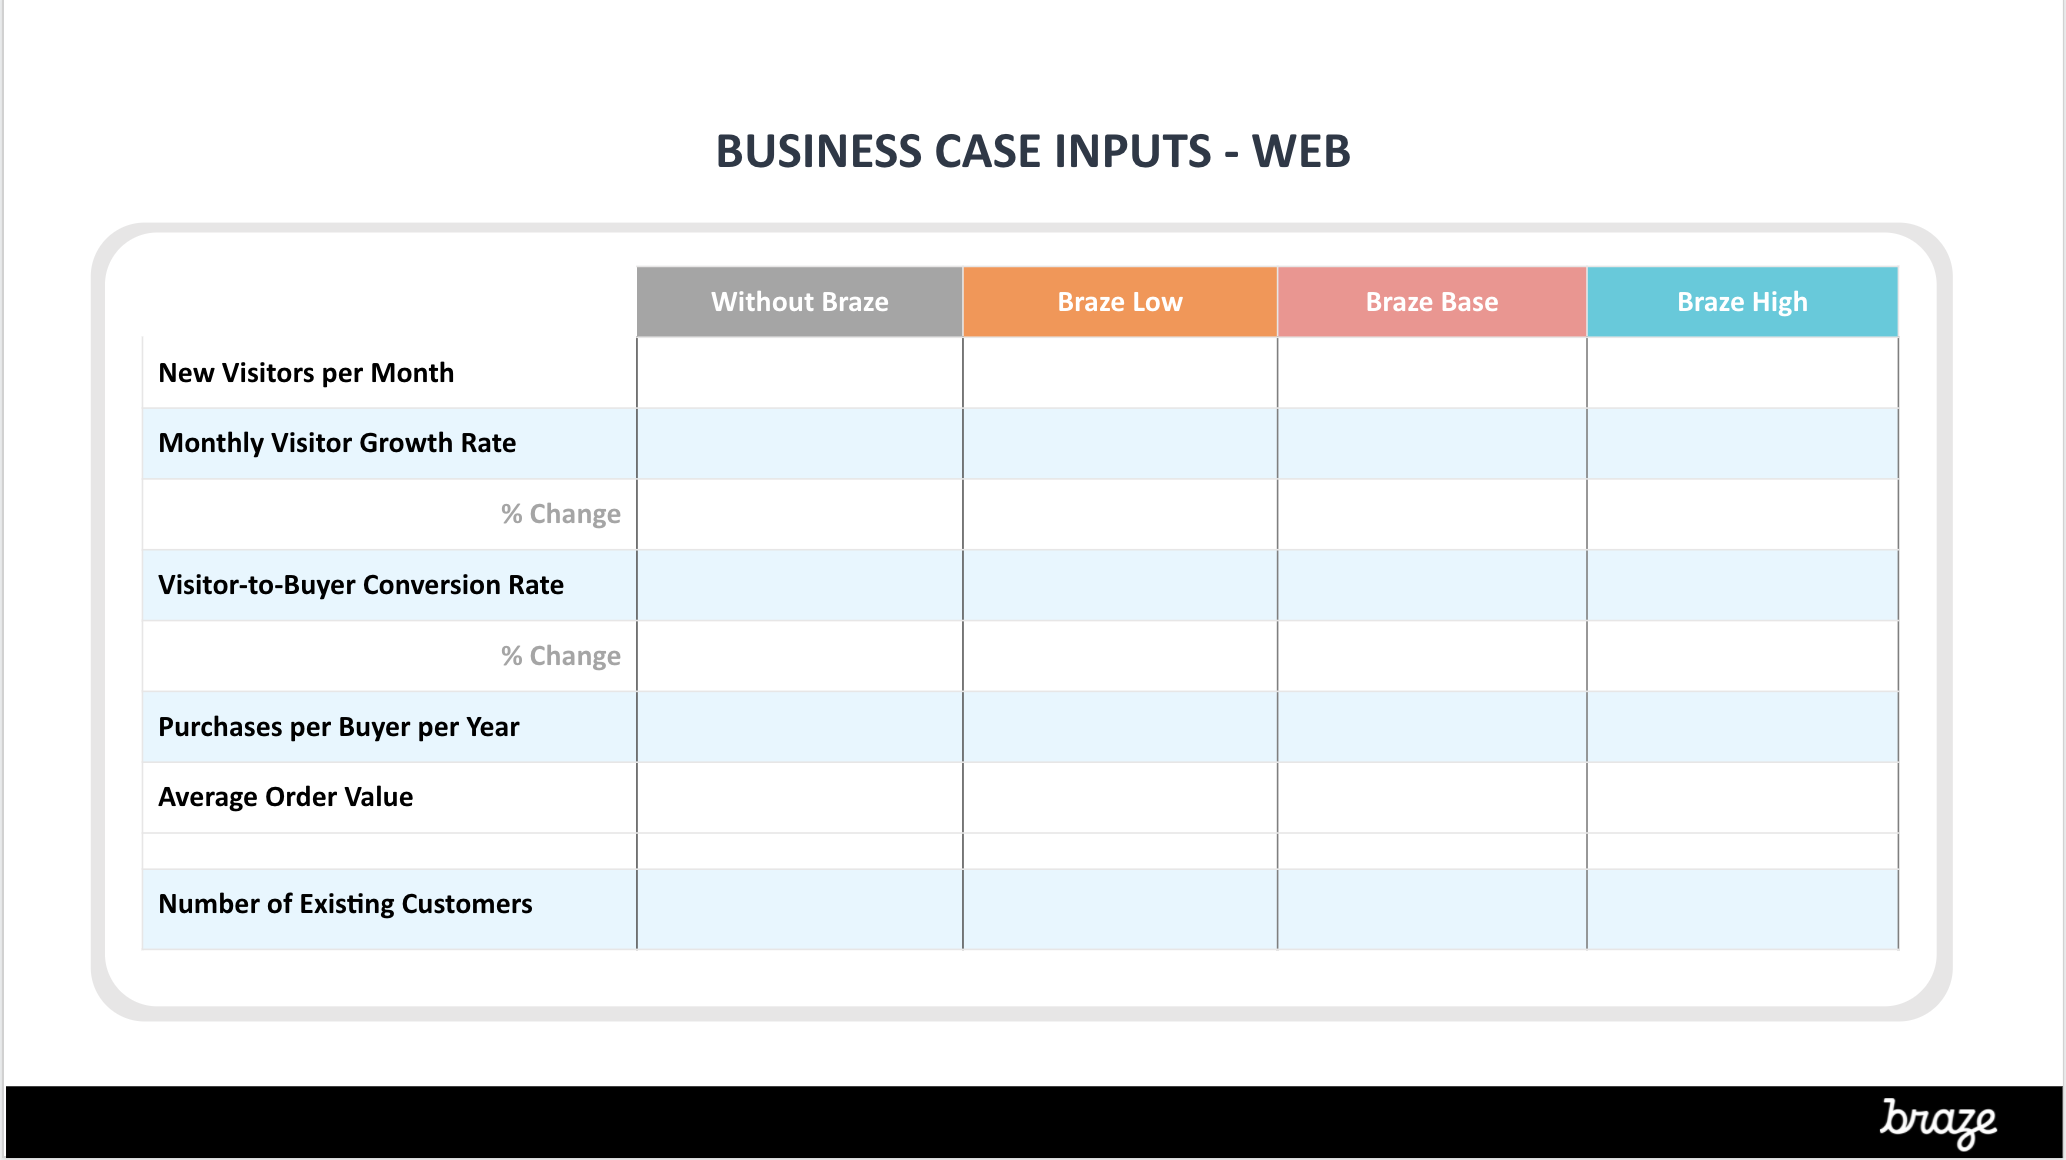 BUSINESS CASE INPUTS - WEB
Without Braze Braze Low Braze Base Braze High
New Visitors per Month
Monthly Visitor Growth Rate
% Change
Visitor-to-Buyer Conversion Rate
% Change
Purchases per Buyer per Year
Average Order Value
Number of Existing Customers
braze